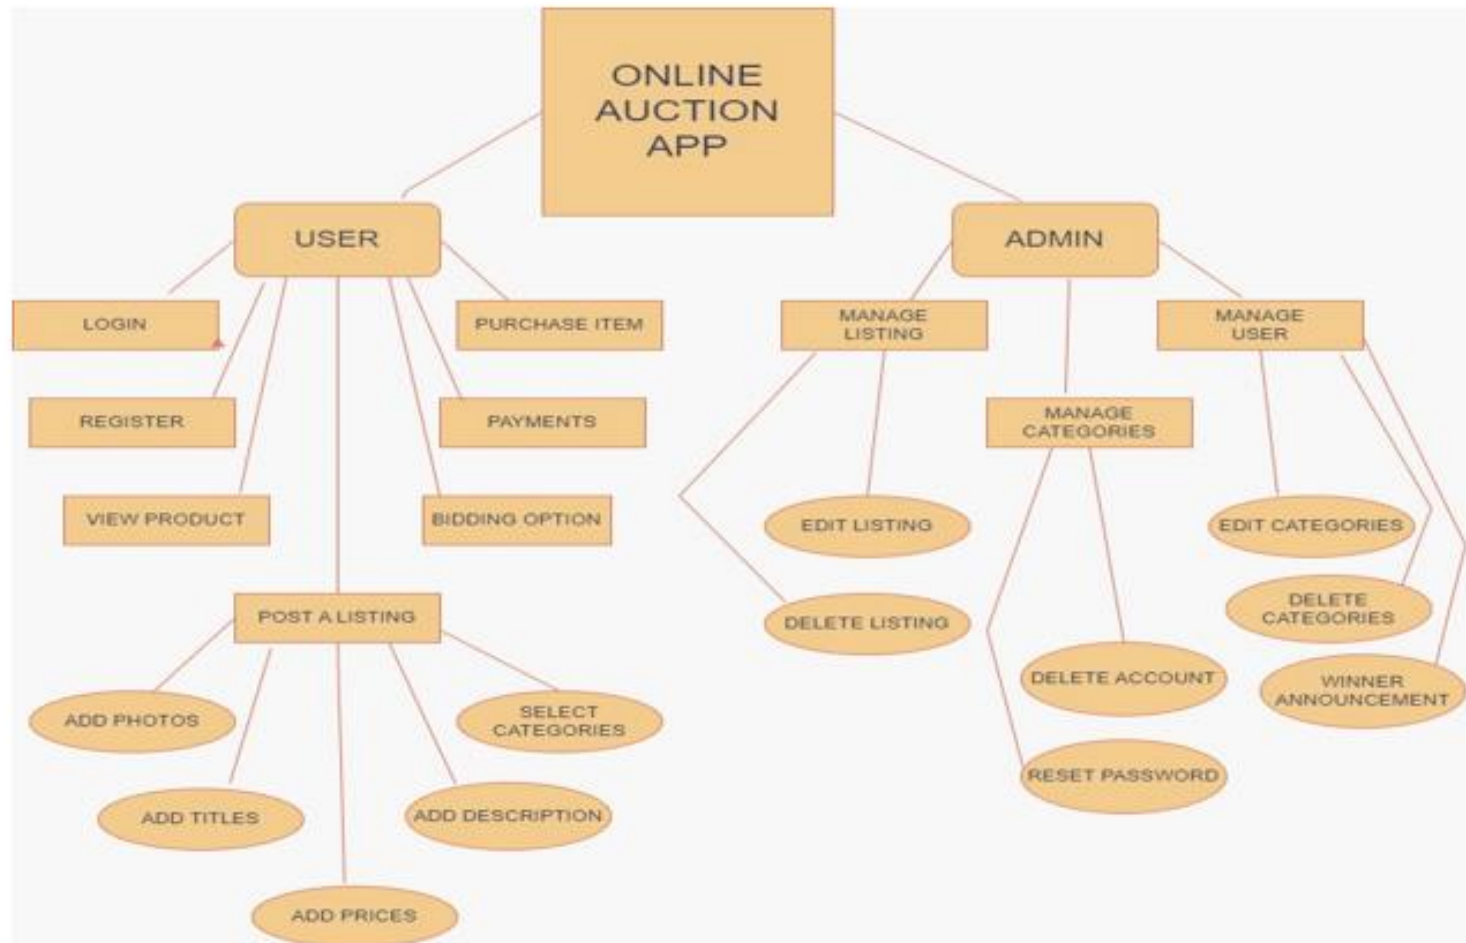 ONLINE
AUCTION
APP
USER
ADMIN
LOGIN
PURCHASE ITEM
MANAGE
LISTING
MANAGE
USER
REGISTER
PAYMENTS
MANAGE
CATEGORIES
VIEW PRODUCT
BIDDING OPTION
EDIT LISTING
EDIT CATEGORIES
POST A LISTING
DELETE LISTING
DELETE
CATEGORIES
ADD PHOTOS
SELECT
CATEGORIES
DELETE ACCOUNT
WINNER
ANNOUNCEMENT
ADD TITLES
ADD DESCRIPTION
RESET PASSWORD
ADD PRICES